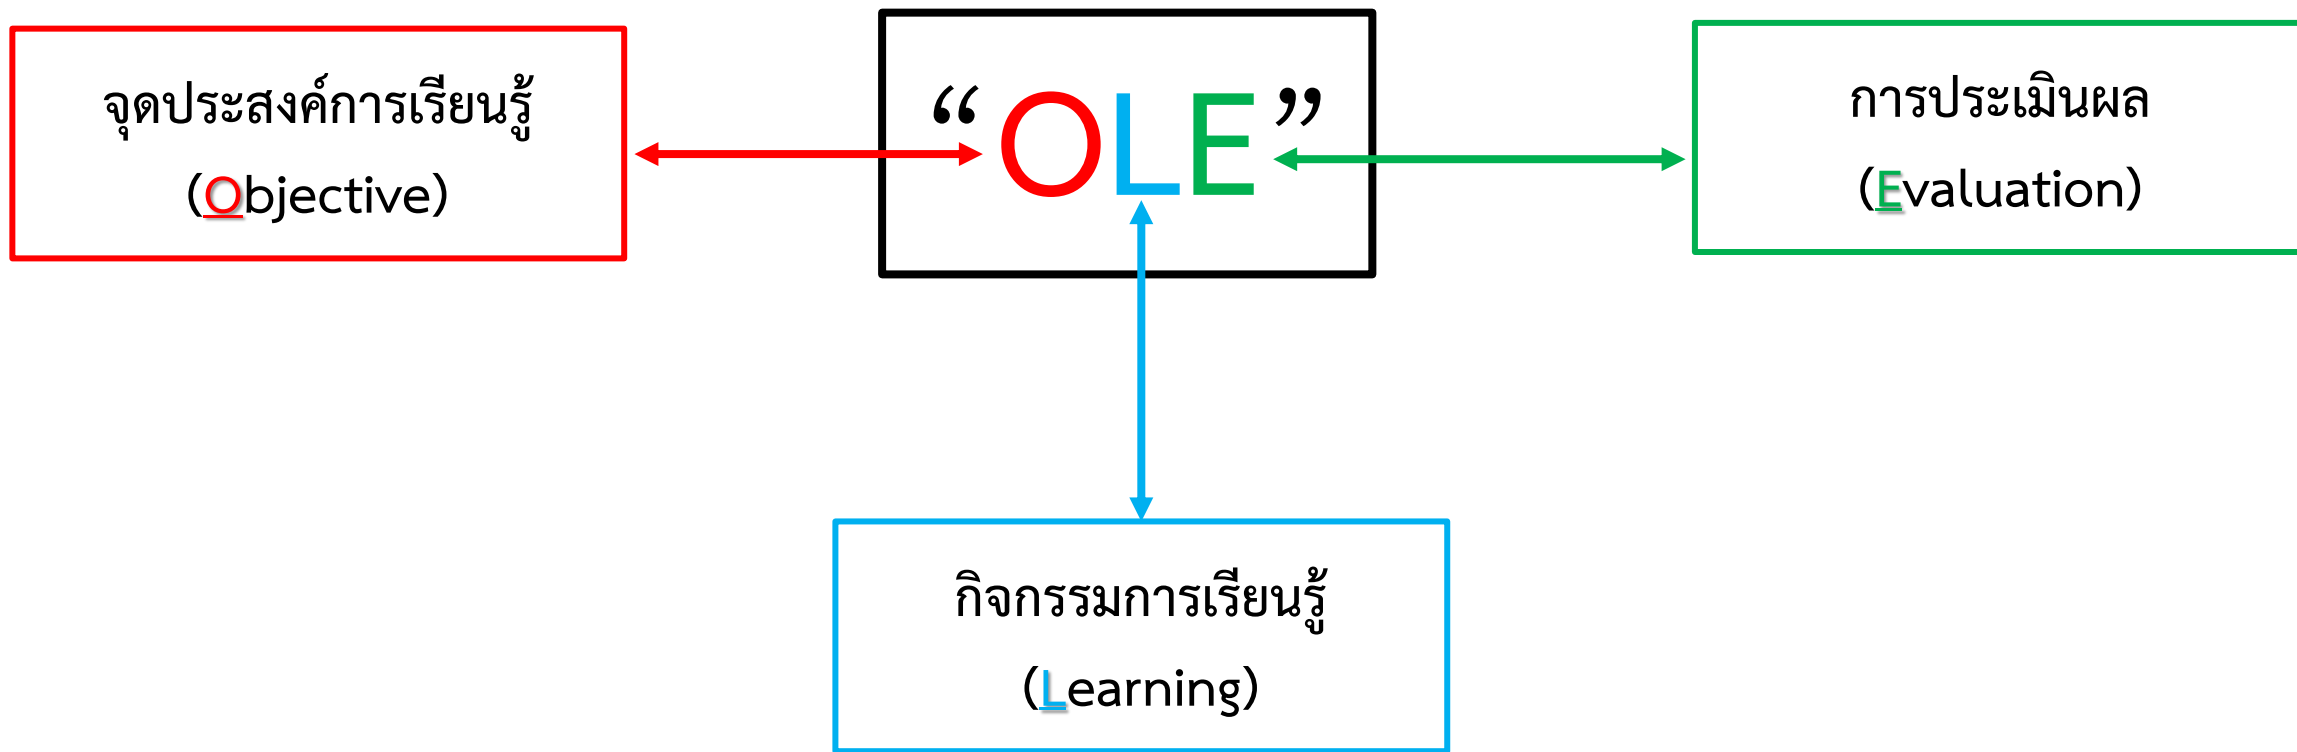 จุดประสงค์การเรียนรู้
(Objective)
“OLE”
การประเมินผล
(Evaluation)
กิจกรรมการเรียนรู้
(Learning)